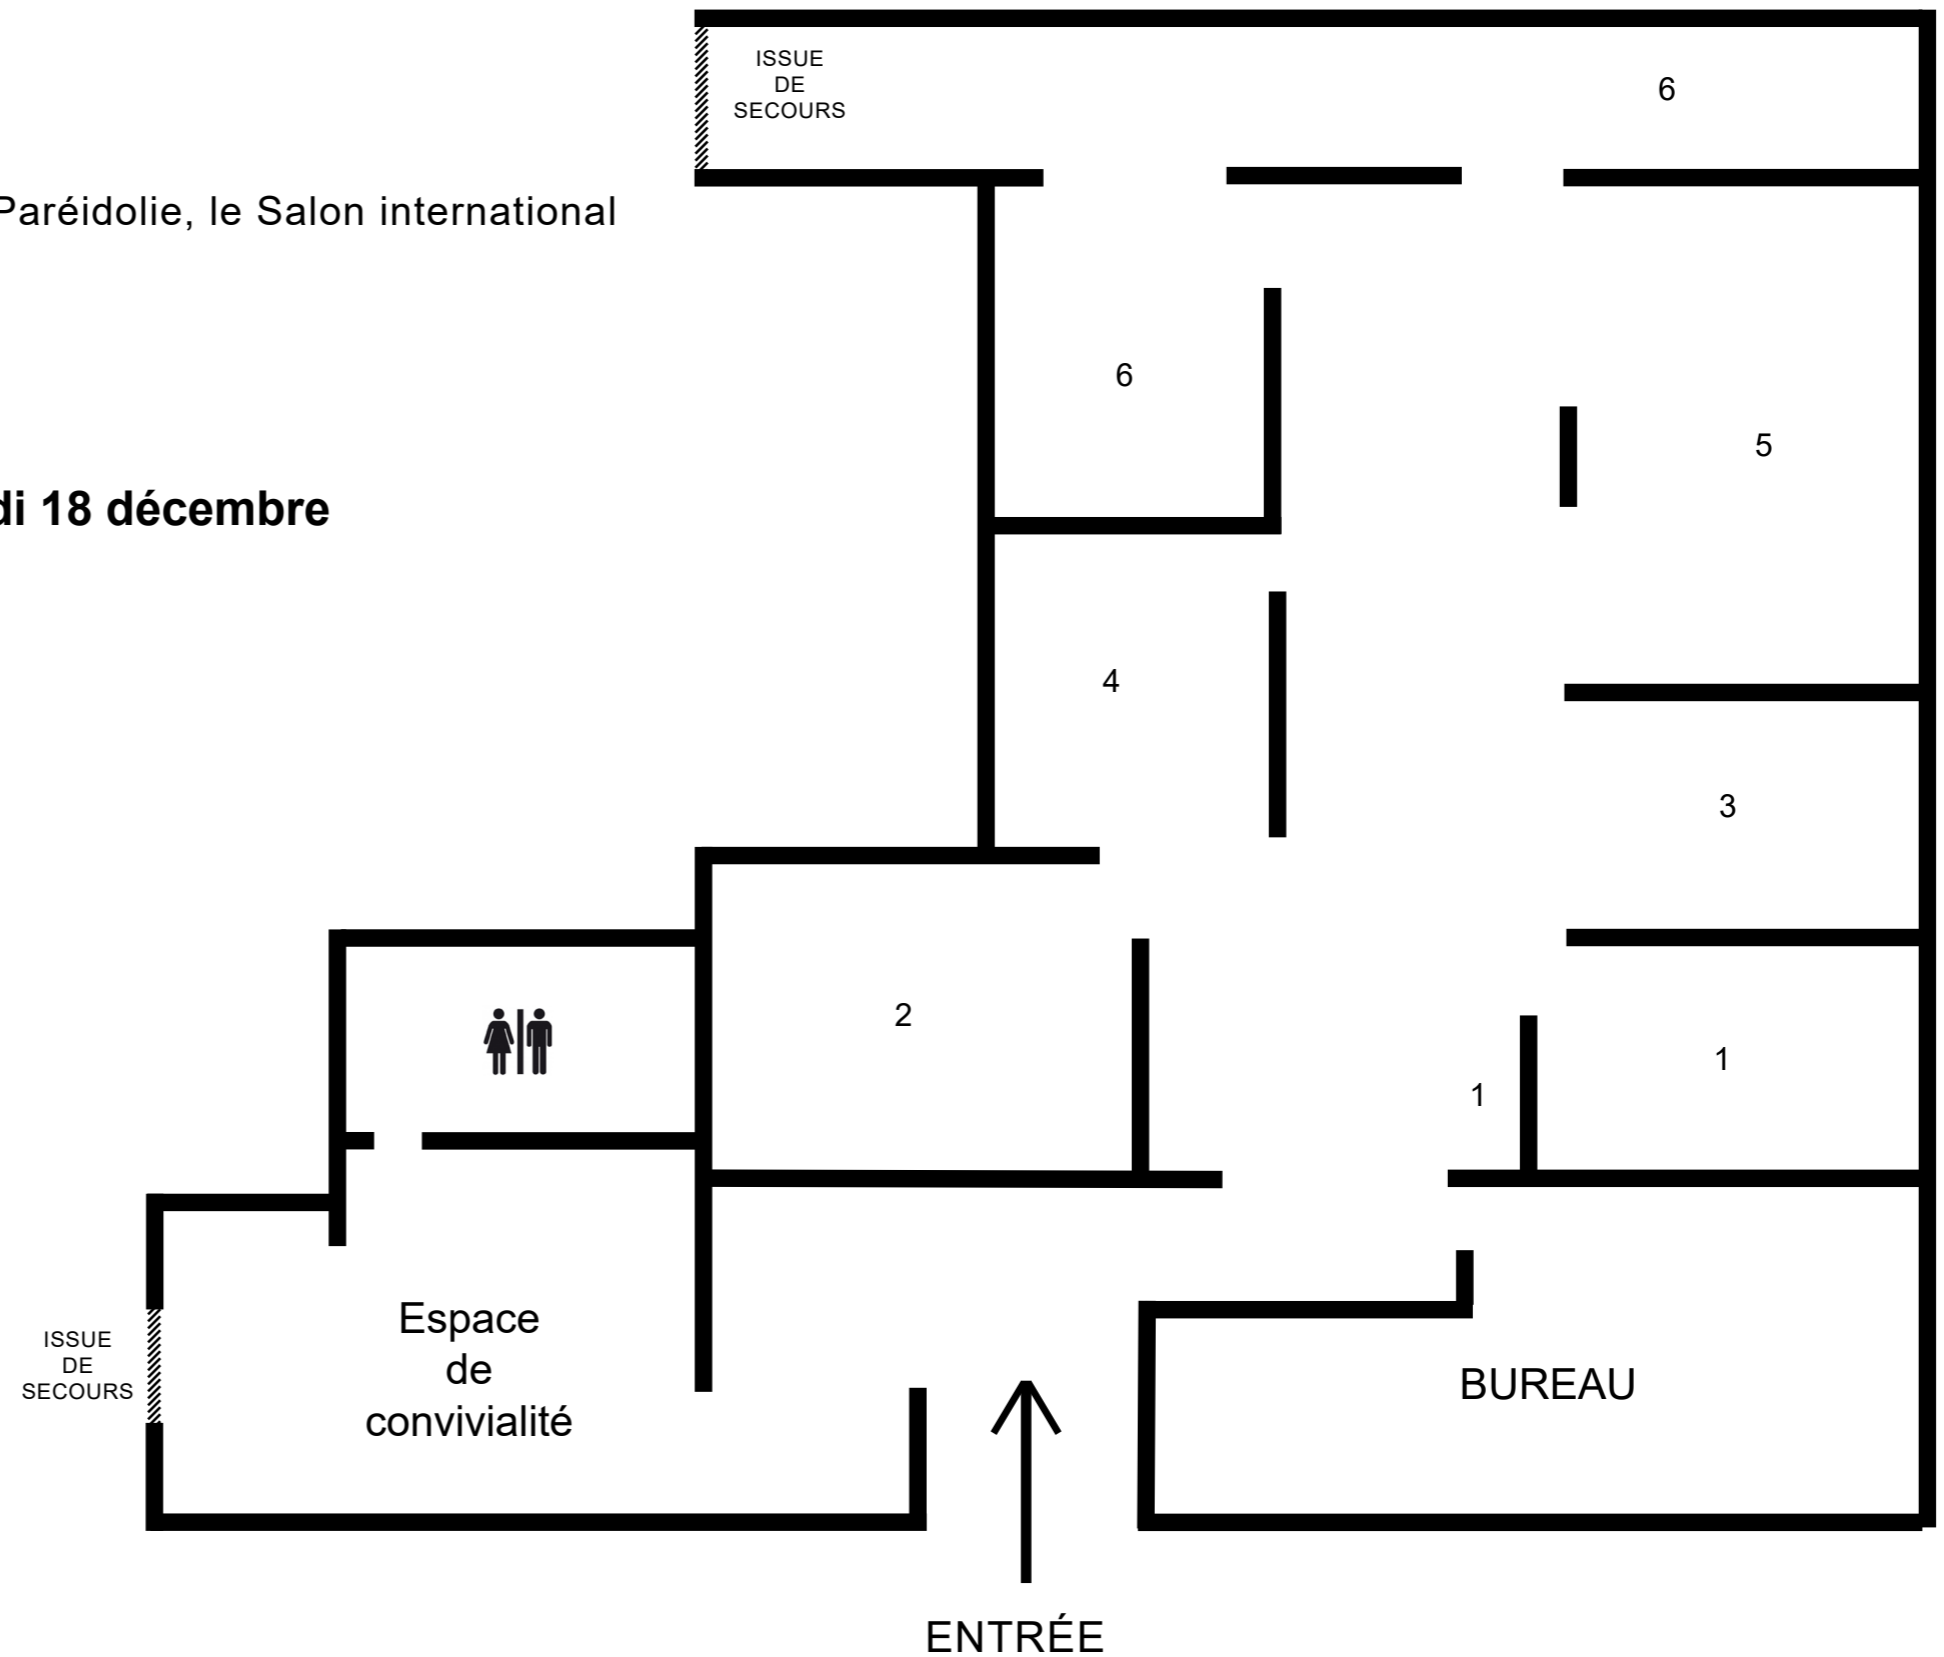 ISSUE
DE
SECOURS
6
Paréidolie, le Salon international
6
5
di 18 décembre
4
3
2
1
1
Espace
de
convivialité
ISSUE
DE
SECOURS
BUREAU
ENTRÉE